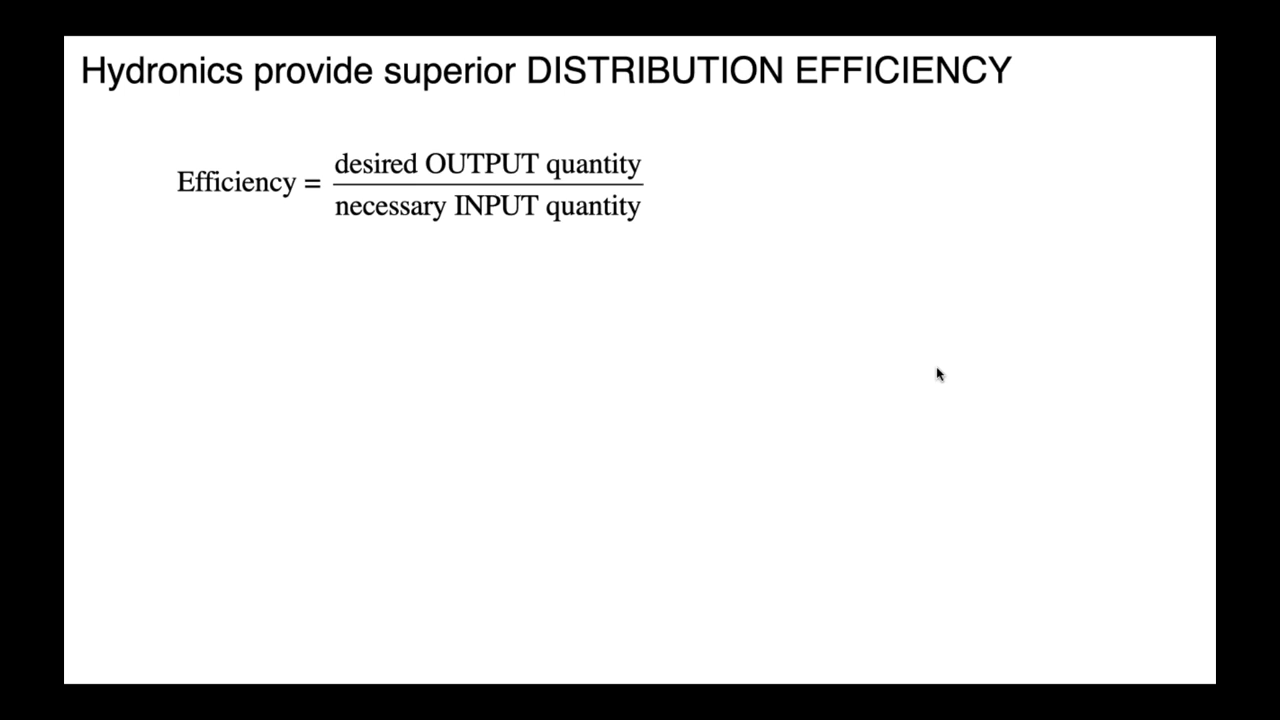 Hydronics provide superior DISTRIBUTION EFFICIENCY
Efficiency = desired OUTPUT quantity
necessary INPUT quantity